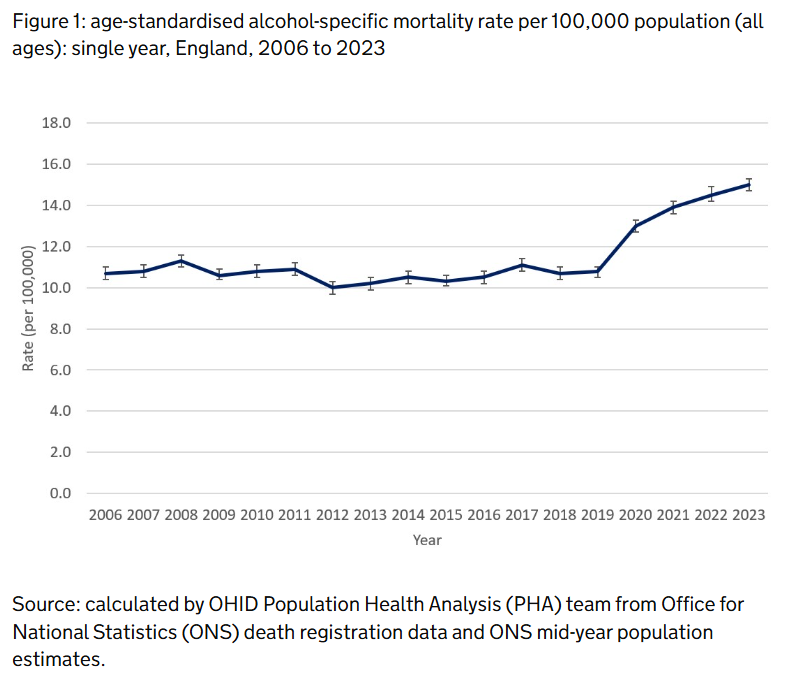 Figure 1: age-standardised alcohol-specific mortality rate per 100,000 population (all
ages): single year, England, 2006 to 2023
18.0
16.0
14.0
12.0
10.0
8.0
6.0
4.0
2.0
0.0
Rate (per 100,000)
2006 2007 2008 2009 2010 2011 2012 2013 2014 2015 2016 2017 2018 2019 2020 2021 2022 2023
Year
Source: calculated by OHID Population Health Analysis (PHA) team from Office for
National Statistics (ONS) death registration data and ONS mid-year population
estimates.